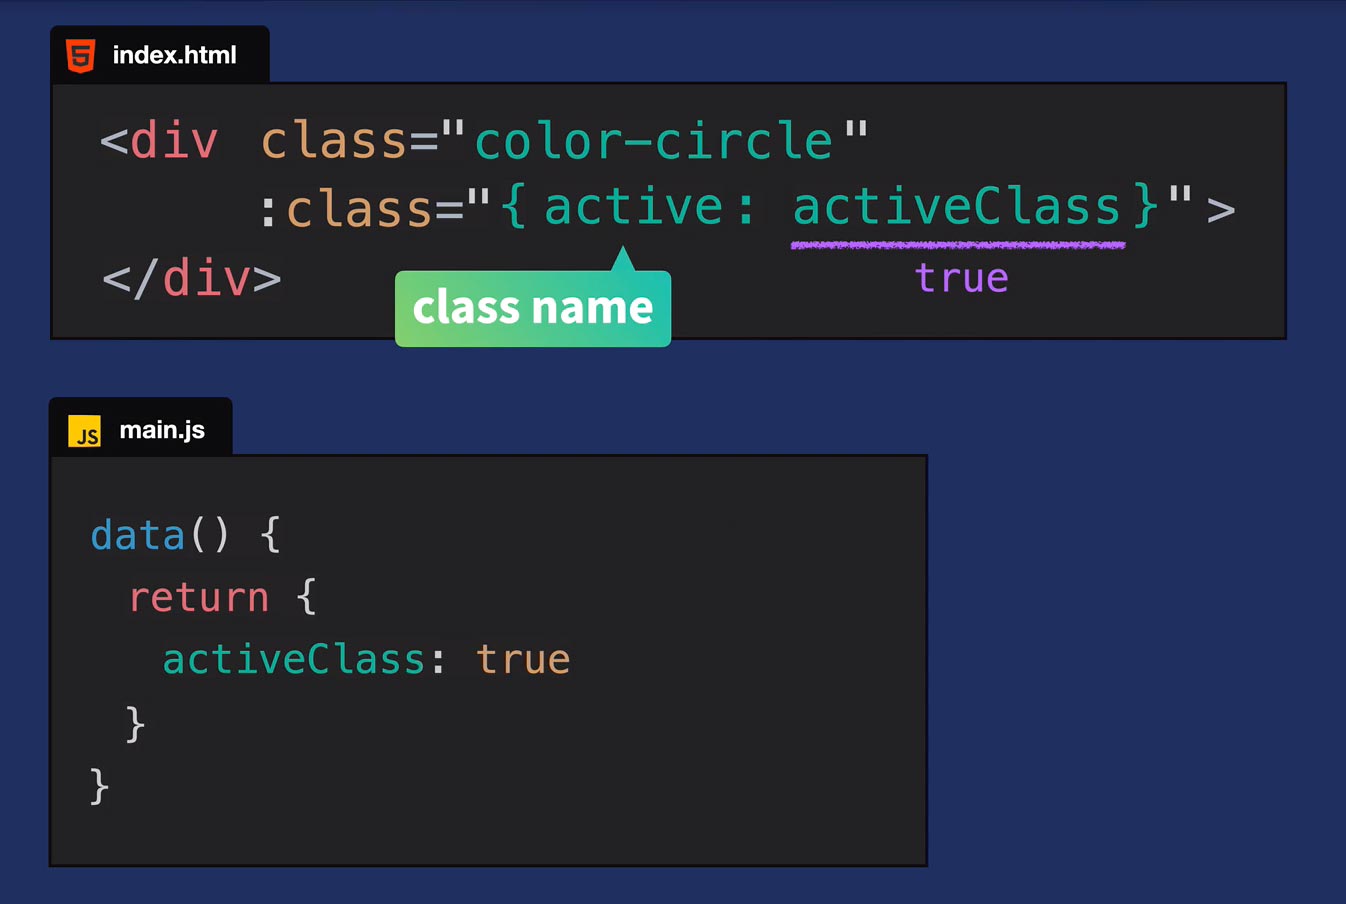 index.html
<div class="color-circle"
:class="{ active: activeClass }">
true
</div>
class name
JS main.js
data() {
return {
activeClass: true
}
}